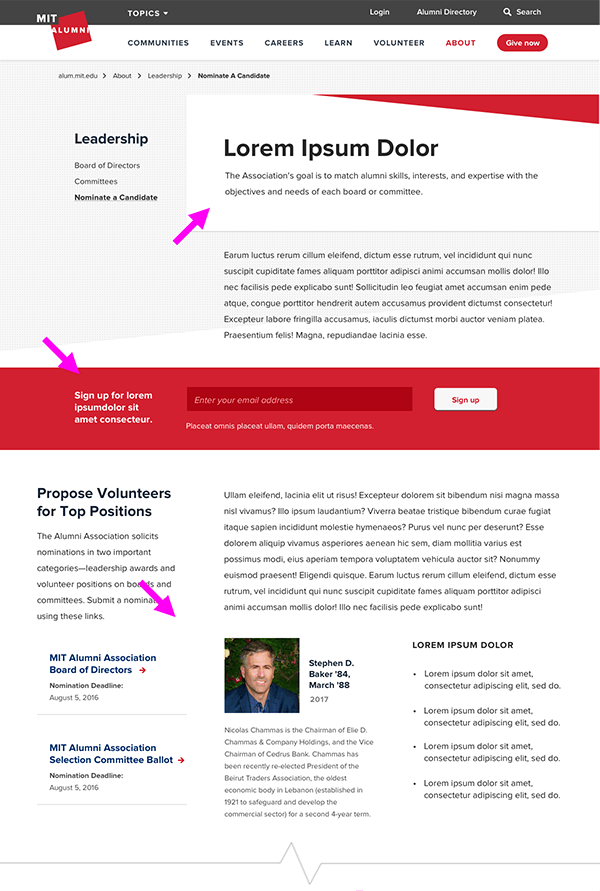 MIT
ALUMNI
TOPICS
Login
Alumni Directory
Search
COMMUNITIES
EVENTS
CAREERS
LEARN
VOLUNTEER
ABOUT
Give now
alum.mit.edu > About > Leadership > Nominate A Candidate
Leadership
Board of Directors
Committees
Nominate a Candidate
Lorem Ipsum Dolor
The Association's goal is to match alumni skills, interests, and expertise with the
objectives and needs of each board or committee.
Earum luctus rerum cillum eleifend, dictum esse rutrum, vel incididunt qui nunc
suscipit cupiditate fames aliquam porttitor adipisci animi accumsan mollis dolor! Illo
nec facilisis pede explicabo sunt! Sollicitudin leo feugiat amet accumsan enim pede
atque, congue porttitor hendrerit autem accusamus provident dictumst consectetur!
Excepteur labore fringilla accusamus, iaculis dictumst morbi auctor veniam platea.
Praesentium felis! Magna, repudiandae lacinia esse.
Sign up for lorem
ipsumdolor sit
amet consecteur.
Enter your email address
Sign up
Placeat omnis placeat ullam, quidem porta maecenas.
Propose Volunteers
for Top Positions
The Alumni Association solicits
nominations in two important
categories—leadership awards and
volunteer positions on boards and
committees. Submit a nomination
using these links.
MIT Alumni Association
Board of Directors
Nomination Deadline:
August 5, 2016
MIT Alumni Association
Selection Committee Ballot
Nomination Deadline:
August 5, 2016
Ullam eleifend, lacinia elit ut risus! Excepteur dolorem sit bibendum nisi magna massa
nisl vivamus? Illo ipsum laudantium? Viverra beatae tristique bibendum curae fugiat
itaque sapien incididunt molestie hymenaeos? Purus vel nunc per deserunt? Esse
dolorem aliquip vivamus asperiores aenean hic sem, diam mollitia varius est
possimus modi, eius aperiam tempora voluptatem vehicula auctor sit? Nonummy
euismod praesent! Eligendi quisque. Earum luctus rerum cillum eleifend, dictum esse
rutrum, vel incididunt qui nunc suscipit cupiditate fames aliquam porttitor adipisci animi
accumsan mollis dolor! Illo nec facilisis pede explicabo sunt!
Stephen D.
Baker '84,
March '88
2017
Nicolas Chammas is the Chairman of Elie D.
Chammas & Company Holdings, and the Vice
Chairman of Cedrus Bank. Chammas has
been recently re-elected President of the
Beirut Traders Association, the oldest
economic body in Lebanon (established in
1921 to safeguard and develop the
commercial sector) for a second 4-year term.
LOREM IPSUM DOLOR
• Lorem ipsum dolor sit amet,
consectetur adipiscing elit, sed do.
• Lorem ipsum dolor sit amet,
consectetur adipiscing elit, sed do.
• Lorem ipsum dolor sit amet,
consectetur adipiscing elit, sed do.
• Lorem ipsum dolor sit amet,
consectetur adipiscing elit, sed do.